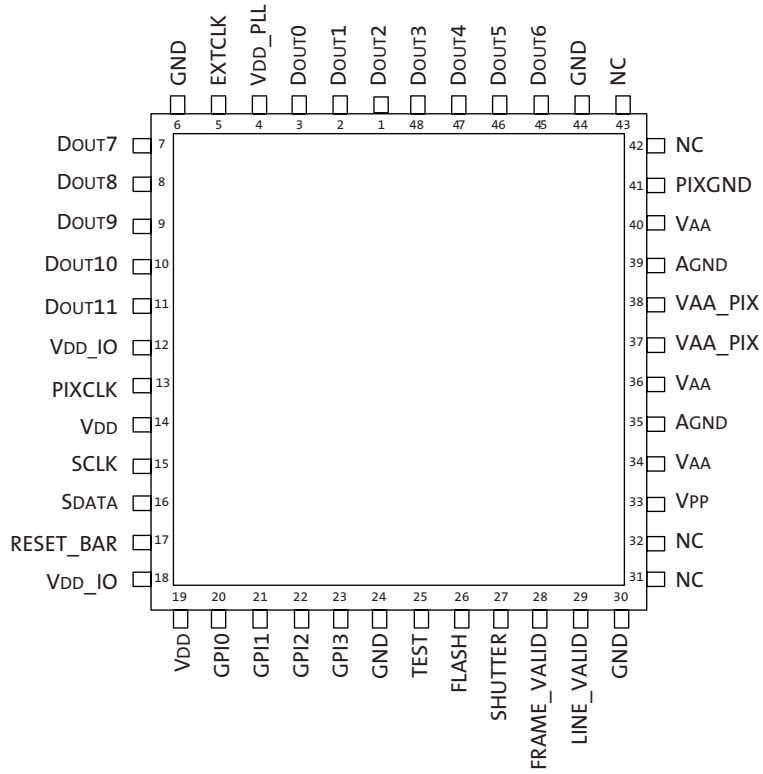 GND
EXTCLK
VDD_PLL
DOUT0
DOUT1
DOUT2
DOUT3
DOUT4
DOUT5
DOUT6
GND
NC
6 5 4 3 2 1 48 47 46 45 44 43
DOUT7 7
DOUT8 8
DOUT9 9
DOUT10 10
DOUT11 11
VDD_IO 12
PIXCLK 13
VDD 14
SCLK 15
SDATA 16
RESET_BAR 17
VDD_IO 18
42 NC
41 PIXGND
40 VAA
39 AGND
38 VAA_PIX
37 VAA_PIX
36 VAA
35 AGND
34 VAA
33 VPP
32 NC
31 NC
19 20 21 22 23 24 25 26 27 28 29 30
VDD
GPI0
GPI1
GPI2
GPI3
GND
TEST
FLASH
SHUTTER
FRAME_VALID
LINE_VALID
GND